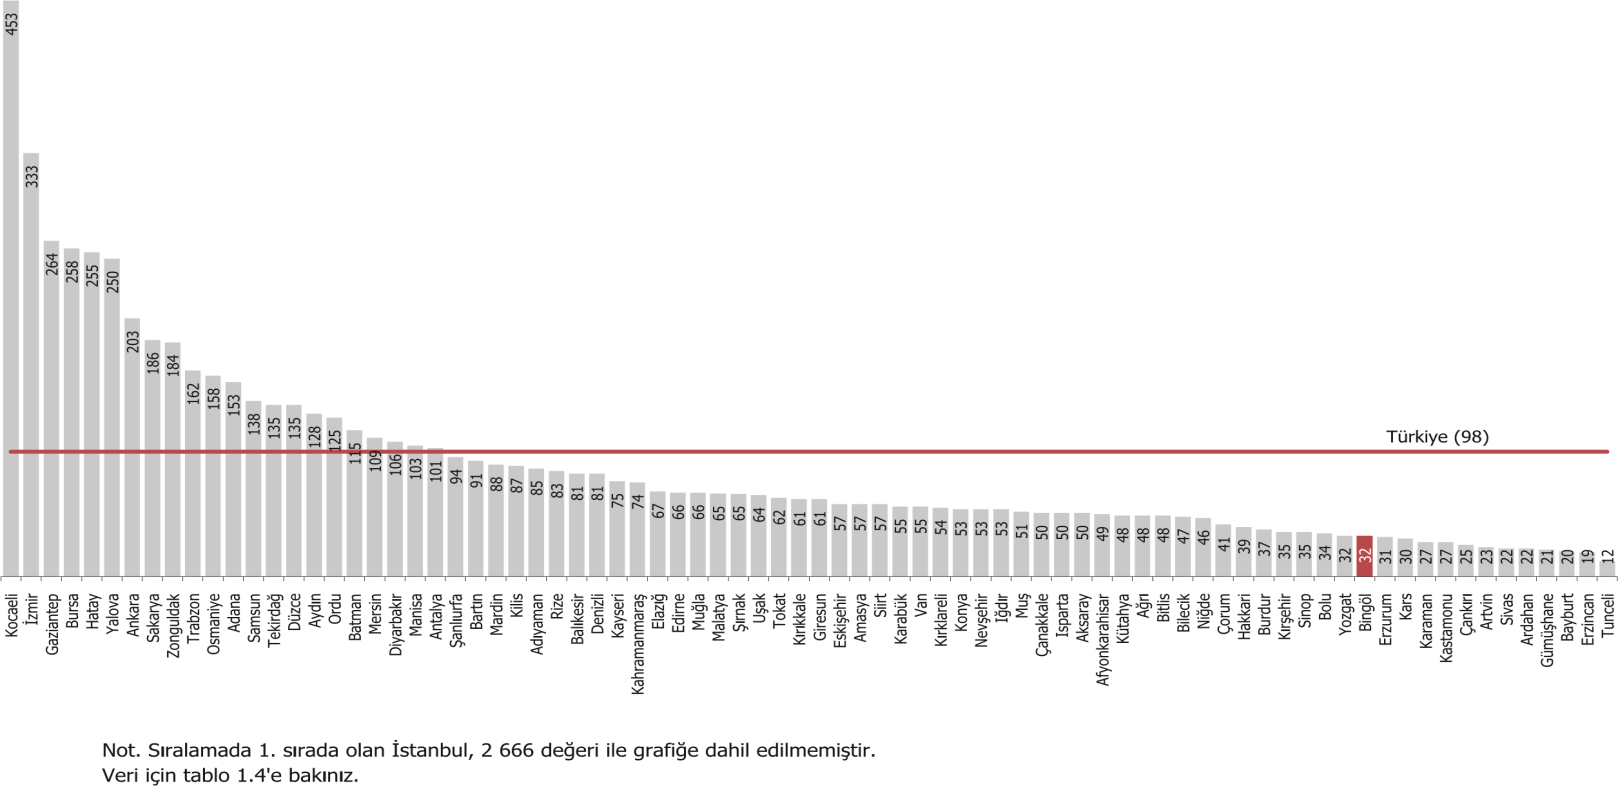 453
333
264
258
255
250
203
186
184
162
158
153
138
135
135
128
125
115
109
106
103
101
94
91
88
87
85
83
81
81
75
74
67
66
66
65
65
64
62
61
61
57
57
57
55
55
54
53
53
53
51
50
50
50
49
48
48
48
47
46
41
39
37
35
35
34
32
32
31
30
27
27
25
23
22
22
21
20
19
12
Türkiye (98)
Kocaeli
İzmir
Gaziantep
Bursa
Hatay
Yalova
Ankara
Sakarya
Zonguldak
Trabzon
Osmaniye
Adana
Samsun
Tekirdağ
Düzce
Aydın
Ordu
Batman
Mersin
Diyarbakır
Manisa
Antalya
Şanlıurfa
Bartın
Mardin
Kilis
Adıyaman
Rize
Balıkesir
Denizli
Kayseri
Kahramanmaraş
Elazığ
Edirne
Muğla
Malatya
Şırnak
Uşak
Tokat
Kırıkkale
Giresun
Eskişehir
Amasya
Siirt
Karabük
Van
Kırklareli
Konya
Nevşehir
Iğdır
Muş
Çanakkale
Isparta
Aksaray
Afyonkarahisar
Kütahya
Ağrı
Bitlis
Bilecik
Niğde
Çorum
Hakkari
Burdur
Kırşehir
Sinop
Bolu
Yozgat
Bingöl
Erzurum
Kars
Karaman
Kastamonu
Çankırı
Artvin
Sivas
Ardahan
Gümüşhane
Bayburt
Erzincan
Tunceli
Not. Sıralamada 1. sırada olan İstanbul, 2 666 değeri ile grafiğe dahil edilmemiştir.
Veri için tablo 1.4'e bakınız.